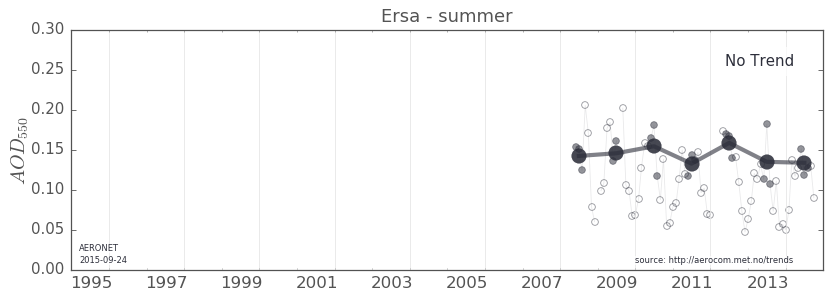 Ersa - summer
0.30
No Trend
0.25
0.20
0.15
0.10
0.05
0.00
AOD550
AERONET
2015-09-24
source: http://aerocom.met.no/trends
1995 1997 1999 2001 2003 2005 2007 2009 2011 2013